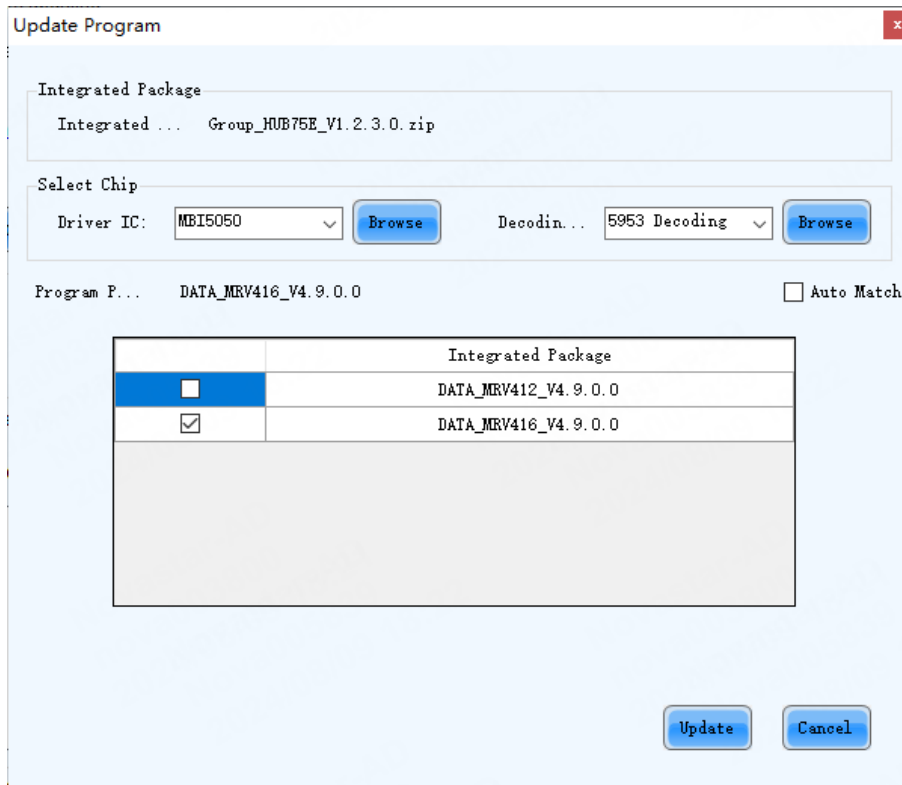 Update Program
x
Integrated Package
Integrated ... Group_HUB75E_V1.2.3.0.zip
Select Chip
Driver IC: MBI5050 Browse Decodin... 5953 Decoding Browse
Program P... DATA_MRV416_V4.9.0.0 Auto Match
Integrated Package
DATA_MRV412_V4.9.0.0
DATA_MRV416_V4.9.0.0
Update Cancel